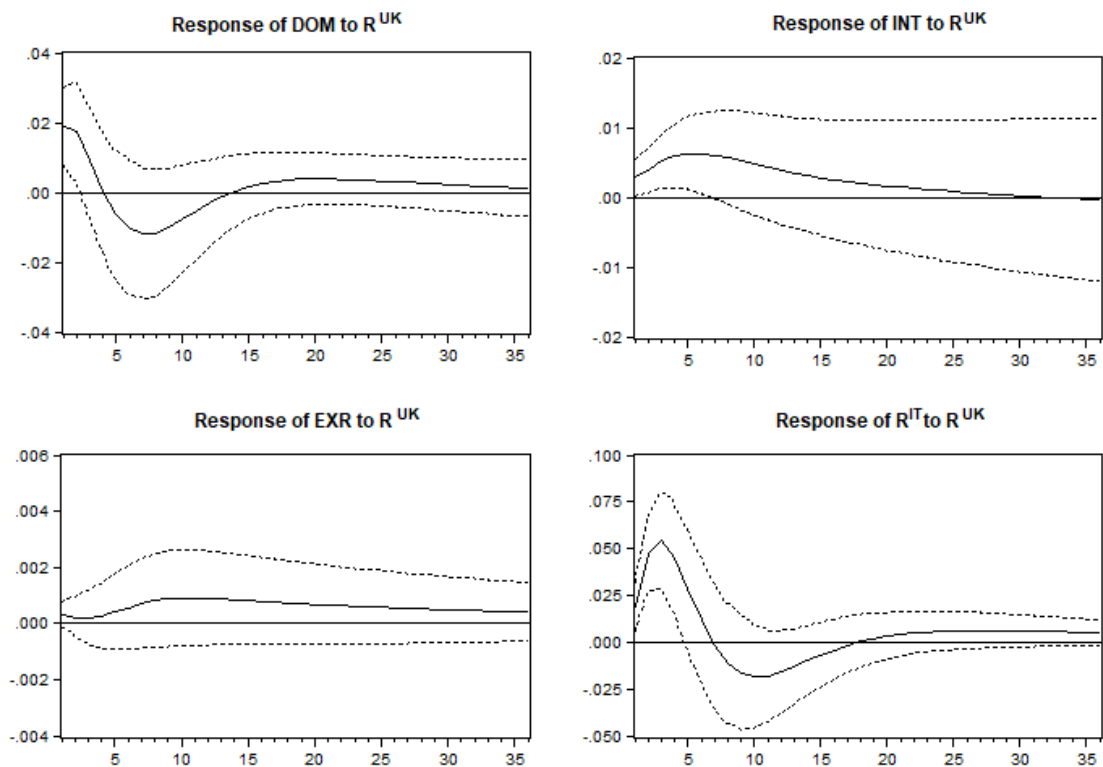 Response of DOM to R^UK
.04
.02
.00
-.02
-.04
5 10 15 20 25 30 35
Response of INT to R^UK
.02
.01
.00
-.01
-.02
5 10 15 20 25 30 35
Response of EXR to R^UK
.006
.004
.002
.000
-.002
-.004
5 10 15 20 25 30 35
Response of R^IT to R^UK
.100
.075
.050
.025
.000
-.025
-.050
5 10 15 20 25 30 35